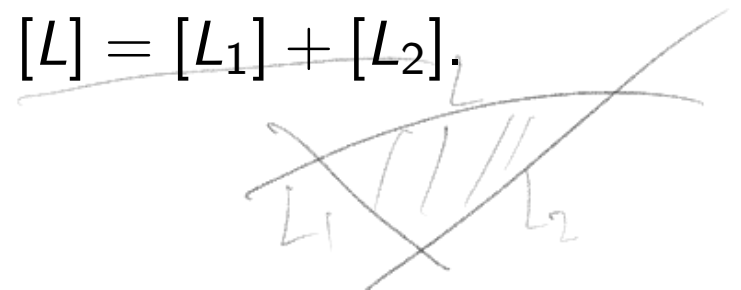 [L] = [L₁] + [L₂].
L
L₁
L₂